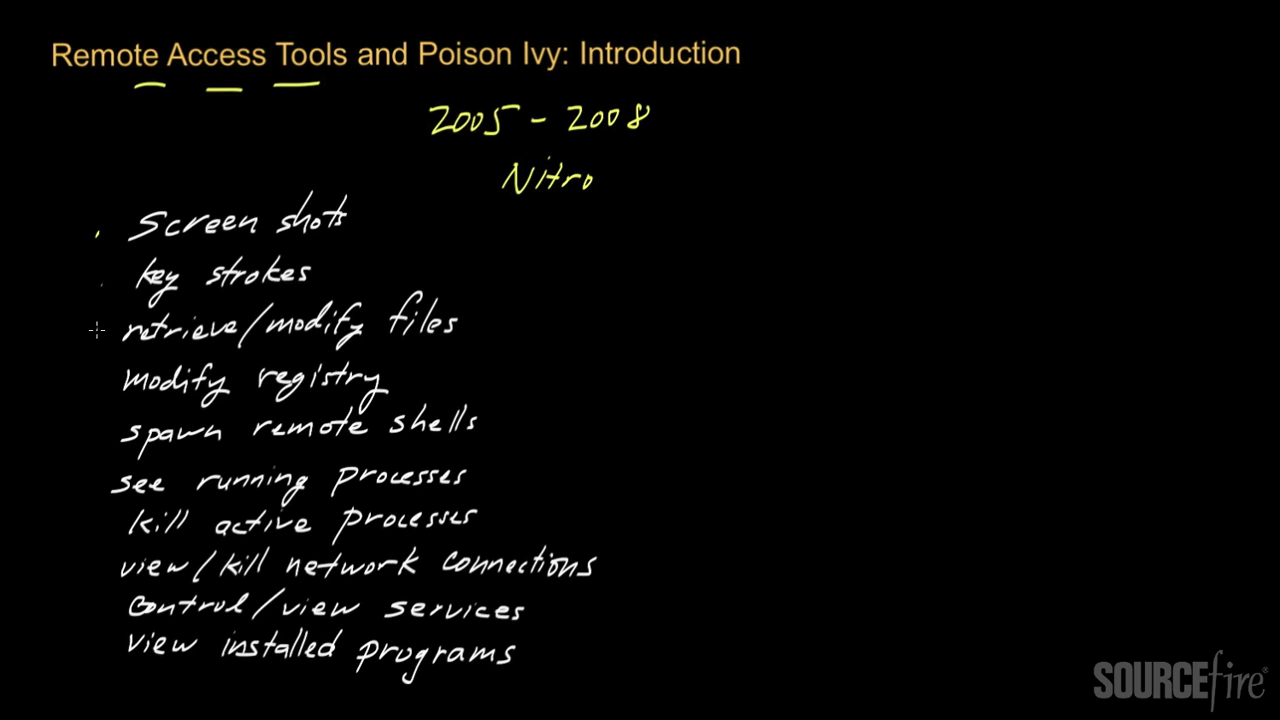 Remote Access Tools and Poison Ivy: Introduction
2005 - 2008
Nitro
Screen shots
key strokes
retrieve/modify files
modify registry
spawn remote shells
see running processes
kill active processes
view/kill network connections
control/view services
view installed programs
SOURCEfire®